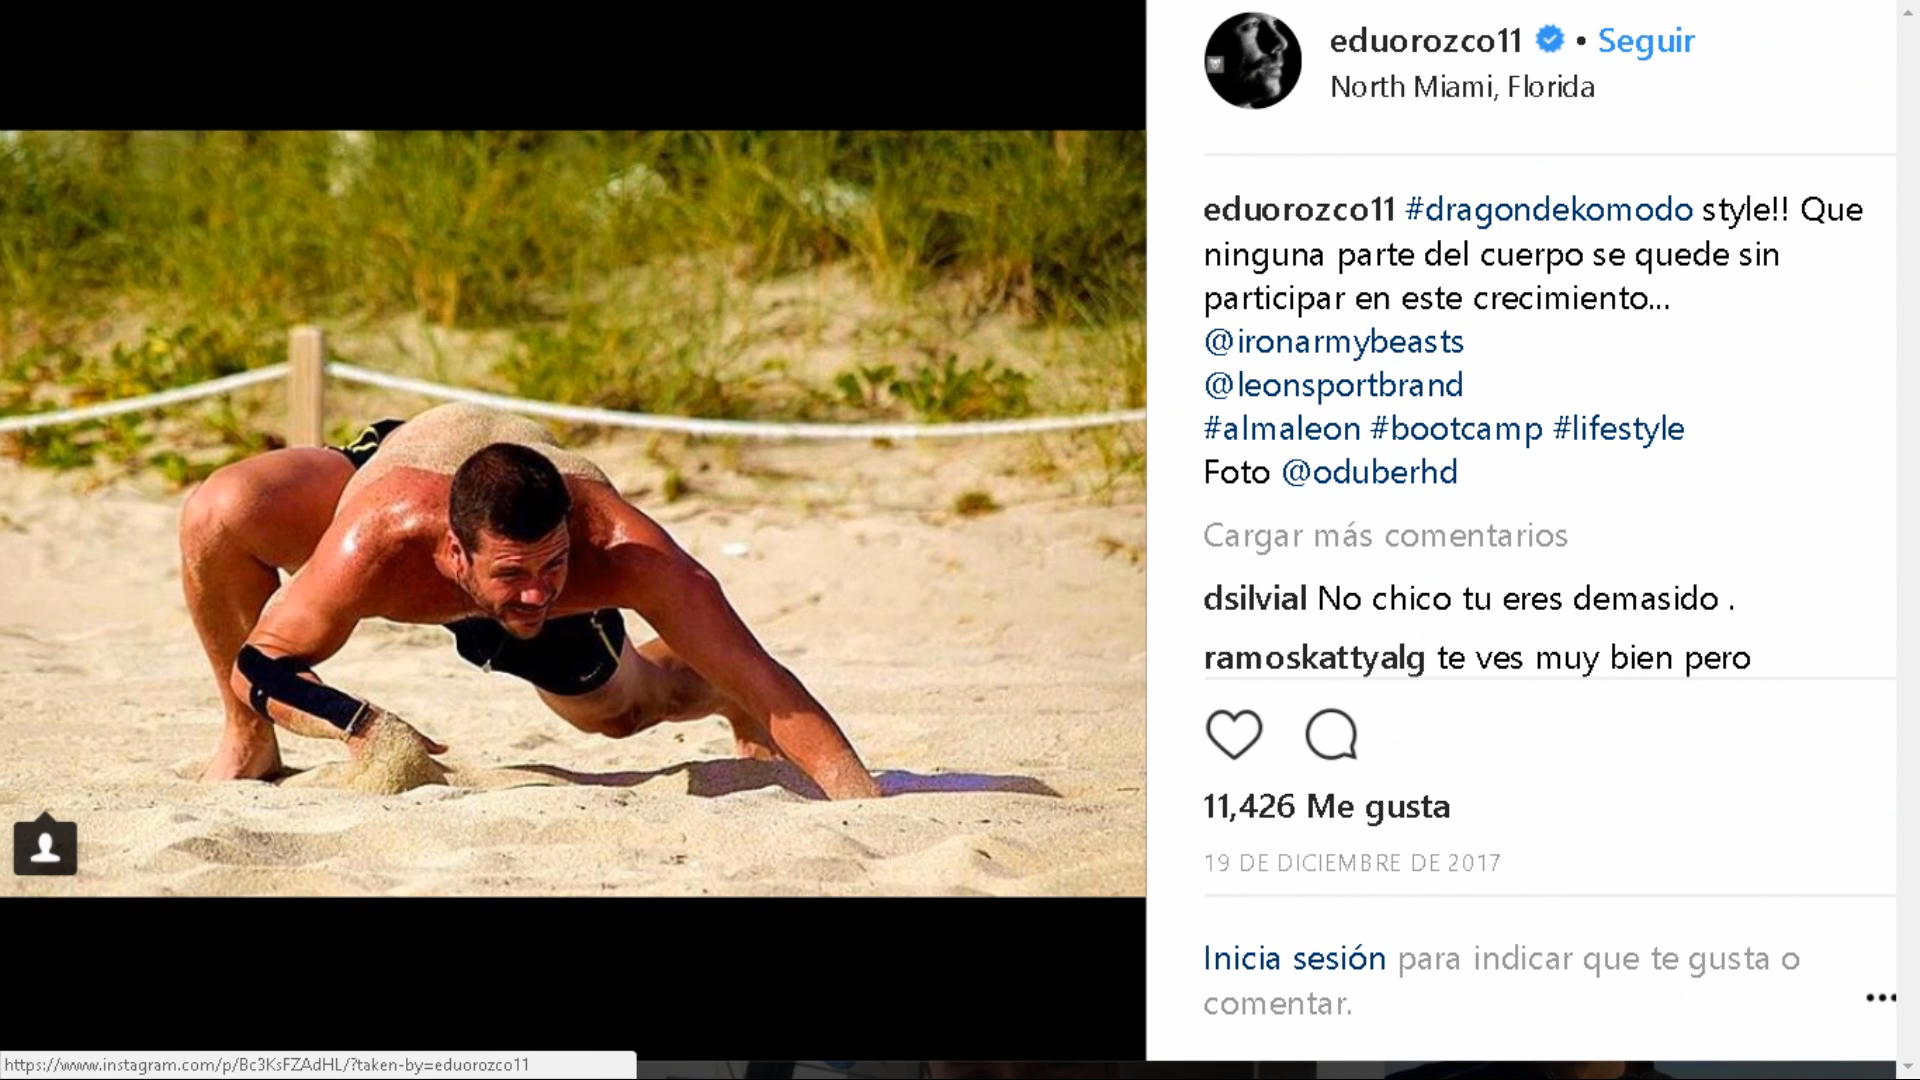 eduorozco11 • Seguir
North Miami, Florida
eduorozco11 #dragondekomodo style!! Que
ninguna parte del cuerpo se quede sin
participar en este crecimiento...
@ironarmybeasts
@leonsportbrand
#almaleon #bootcamp #lifestyle
Foto @oduberhd
Cargar más comentarios
dsilvial No chico tu eres demasido .
ramoskattyalg te ves muy bien pero
11,426 Me gusta
19 DE DICIEMBRE DE 2017
Inicia sesión para indicar que te gusta o
comentar.
https://www.instagram.com/p/Bc3KsFZAdHL/?taken-by=eduorozco11